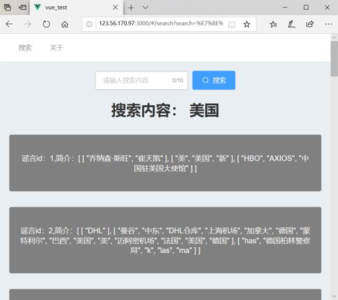 vue_test
123.56.170.97:3000/#/search?search=%E7%BE%
搜索
关于
请输入搜索内容
0/10
搜索
搜索内容： 美国
谣言id：1,简介：[ [ "乔纳森·斯旺", "崔天凯" ], [ "美", "美国", "新" ], [ "HBO", "AXIOS", "中
国驻美国大使馆" ] ]
谣言id：2,简介：[ [ "DHL" ], [ "曼谷", "中东", "DHL仓库", "上海机场", "加拿大", "德国", "蒙
特利尔", "巴西", "美国", "美", "迈阿密机场", "法国", "美国", "德国" ], [ "has", "德国柏林警察
局", "k", "las", "ma" ] ]